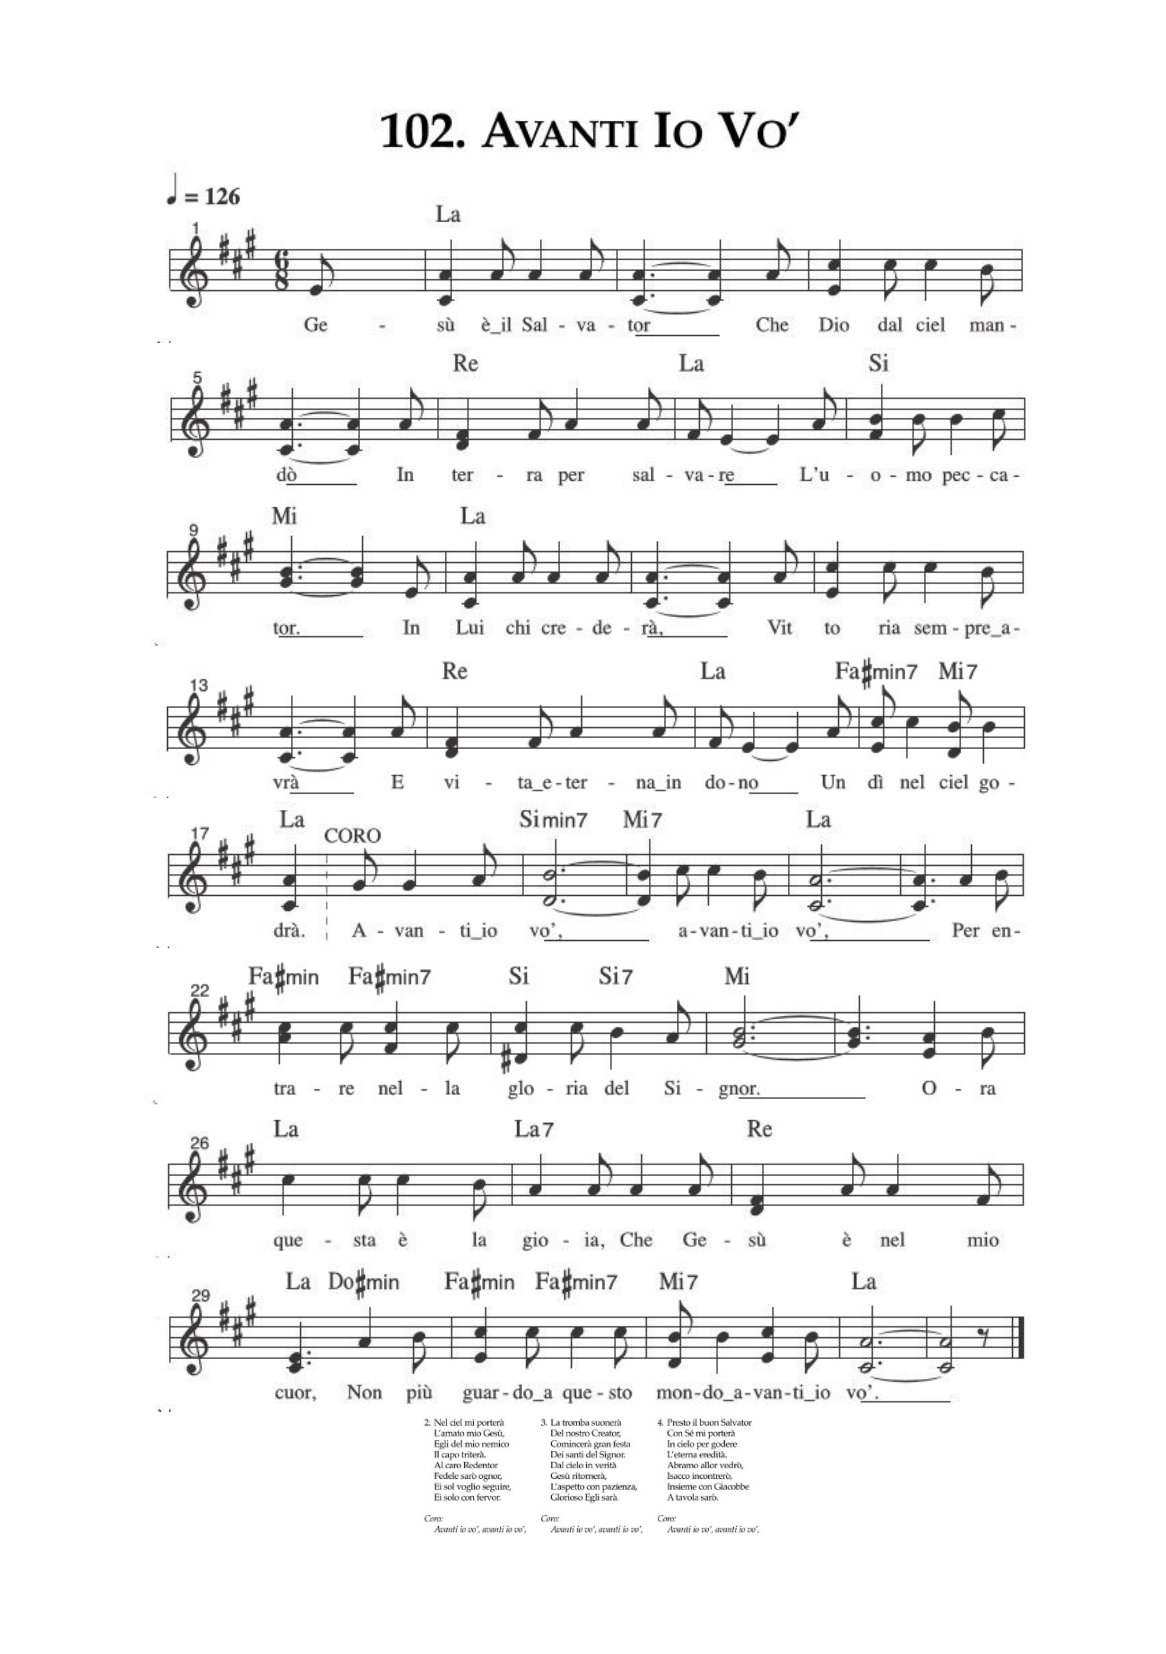 102. Avanti Io Vo'
♩ = 126
La
1
6
8
Ge - sù è_il Sal - va - tor Che Dio dal ciel man -
Re La Si
5
dò In ter - ra per sal - va - re L'u - o - mo pec - ca -
Mi La
9
tor. In Lui chi cre - de - rà, Vit to ria sem - pre_a -
Re La Fa#min7 Mi7
13
vrà E vi - ta_e - ter - na_in do - no Un dì nel ciel go -
La CORO Simin7 Mi7 La
17
drà. A - van - ti_io vo', a - van - ti_io vo', Per en -
Fa#min Fa#min7 Si Si7 Mi
22
tra - re nel - la glo - ria del Si - gnor. O - ra
La La7 Re
26
que - sta è la gio - ia, Che Ge - sù è nel mio
La Do#min Fa#min Fa#min7 Mi7 La
29
cuor, Non più guar - do_a que - sto mon - do_a - van - ti_io vo'.
2. Nel ciel mi porterà
L'amato mio Gesù,
Egli del mio nemico
Il capo triterà.
Al caro Redentor
Fedele sarò ognor,
Ei sol voglio seguire,
Ei solo con fervor.
Coro:
Avanti io vo', avanti io vo',
3. La tromba suonerà
Del nostro Creator,
Comincerà gran festa
Dei santi del Signor.
Dal cielo in verità
Gesù ritornerà,
L'aspetto con pazienza,
Glorioso Egli sarà.
Coro:
Avanti io vo', avanti io vo',
4. Presto il buon Salvator
Con Sé mi porterà
In cielo per godere
L'eterna eredità.
Abramo allor vedrò,
Isacco incontrerò,
Insieme con Giacobbe
A tavola sarò.
Coro:
Avanti io vo', avanti io vo',